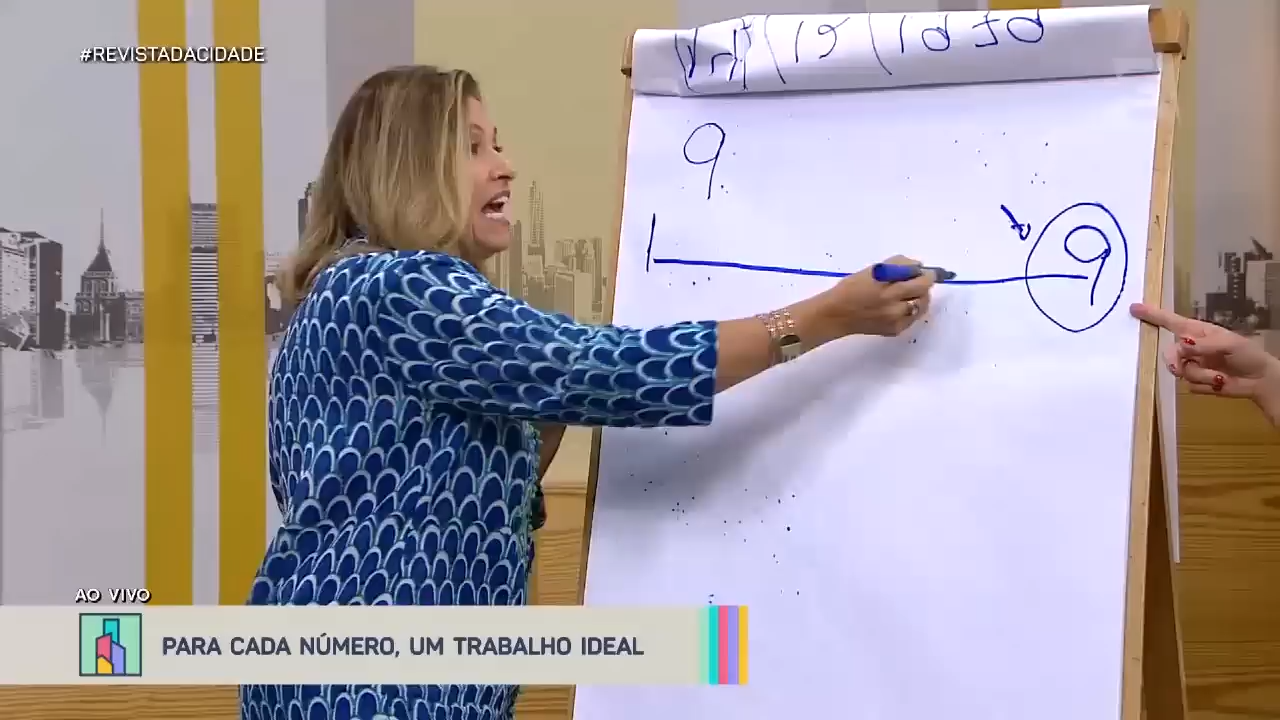 #REVISTADACIDADE
9
1 9
AO VIVO
PARA CADA NÚMERO, UM TRABALHO IDEAL